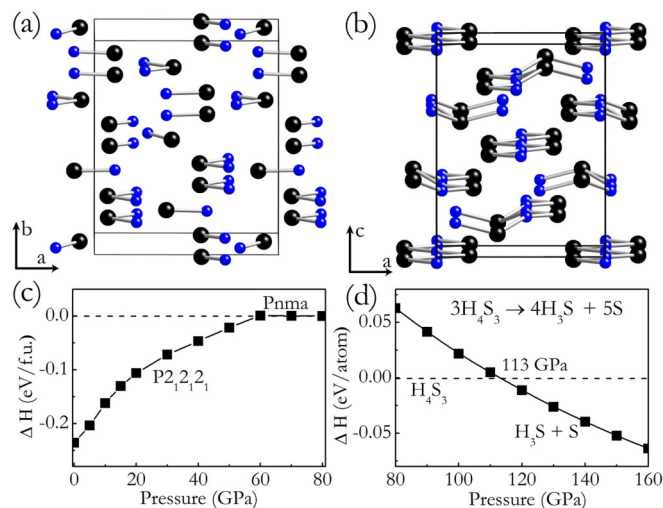 (a)
b
a
(b)
c
a
(c)
0.0
-0.1
-0.2
Δ H (eV/f.u.)
Pnma
P2₁2₁2₁
0 20 40 60 80
Pressure (GPa)
(d)
0.05
0.00
-0.05
Δ H (eV/atom)
3H₄S₃ → 4H₃S + 5S
113 GPa
H₄S₃
H₃S + S
80 100 120 140 160
Pressure (GPa)